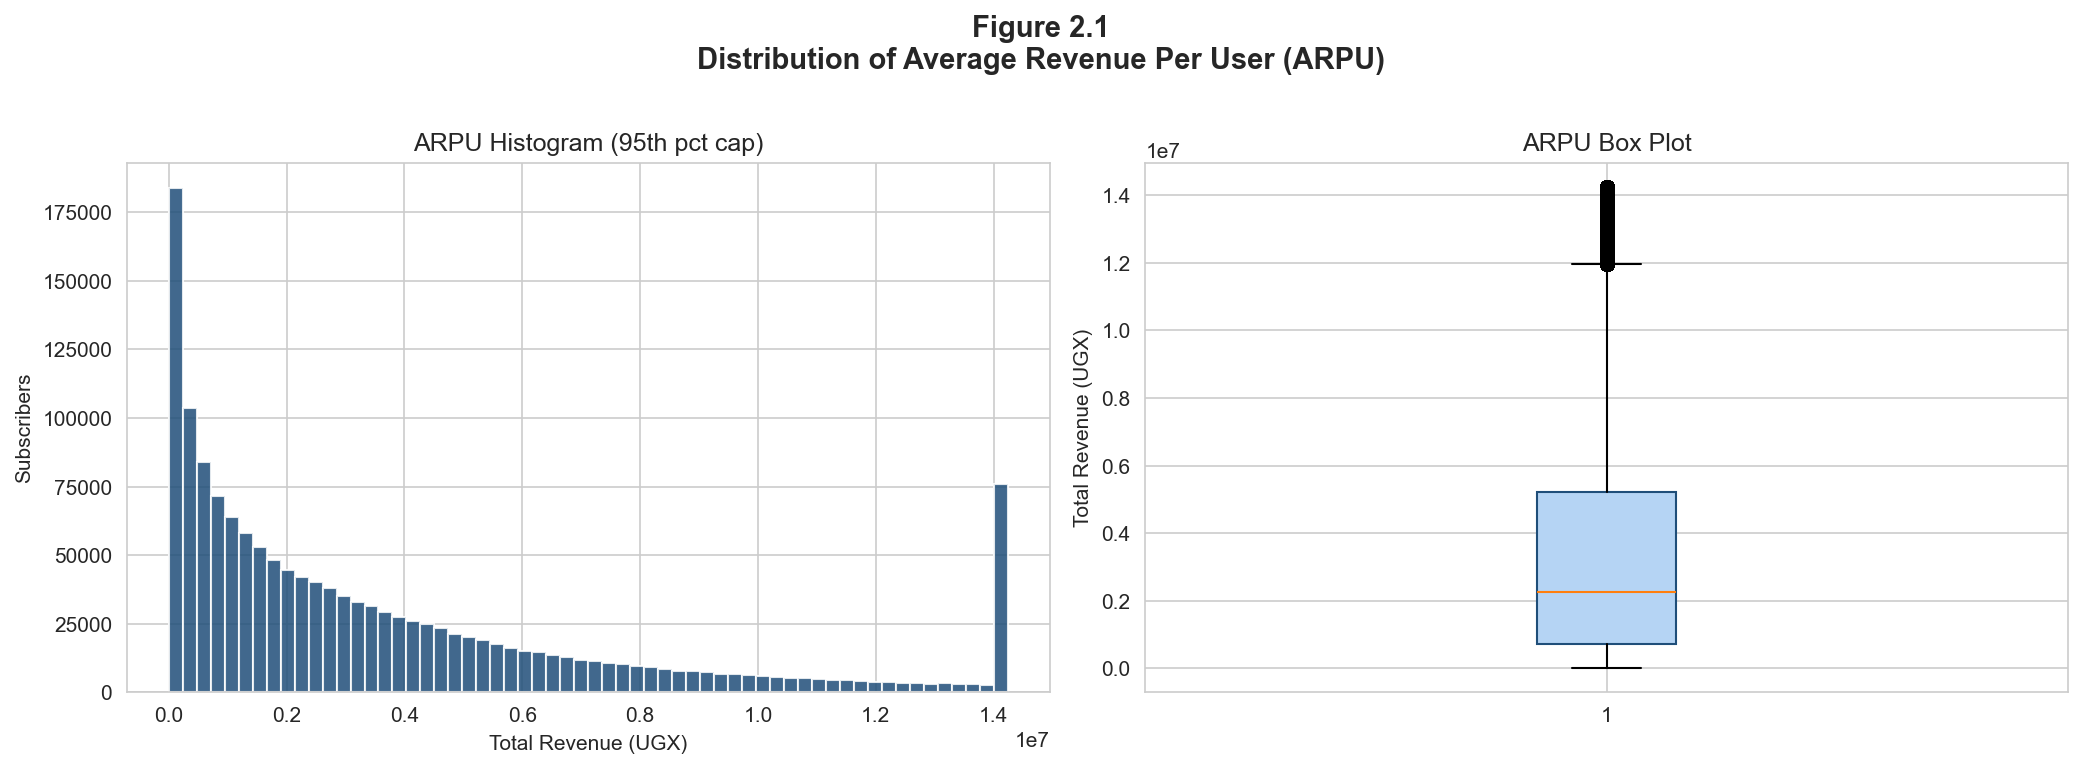 Figure 2.1
Distribution of Average Revenue Per User (ARPU)
ARPU Histogram (95th pct cap)
Subscribers
175000
150000
125000
100000
75000
50000
25000
0
0.0 0.2 0.4 0.6 0.8 1.0 1.2 1.4
1e7
Total Revenue (UGX)
ARPU Box Plot
1e7
Total Revenue (UGX)
1.4
1.2
1.0
0.8
0.6
0.4
0.2
0.0
1